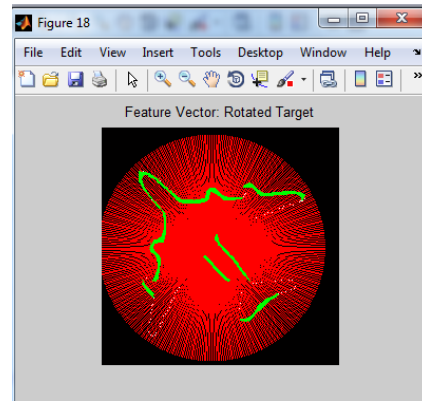 Figure 18
File Edit View Insert Tools Desktop Window Help
Feature Vector: Rotated Target